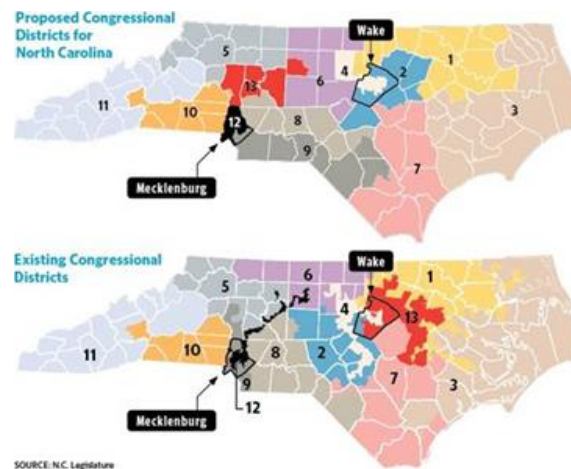 Proposed Congressional
Districts for
North Carolina
Wake
5
1
4
2
13
6
11
3
10
12
8
9
Mecklenburg
7
Existing Congressional
Districts
Wake
6
1
5
4
13
11
10
8
2
7
3
9
12
Mecklenburg
SOURCE: N.C. Legislature